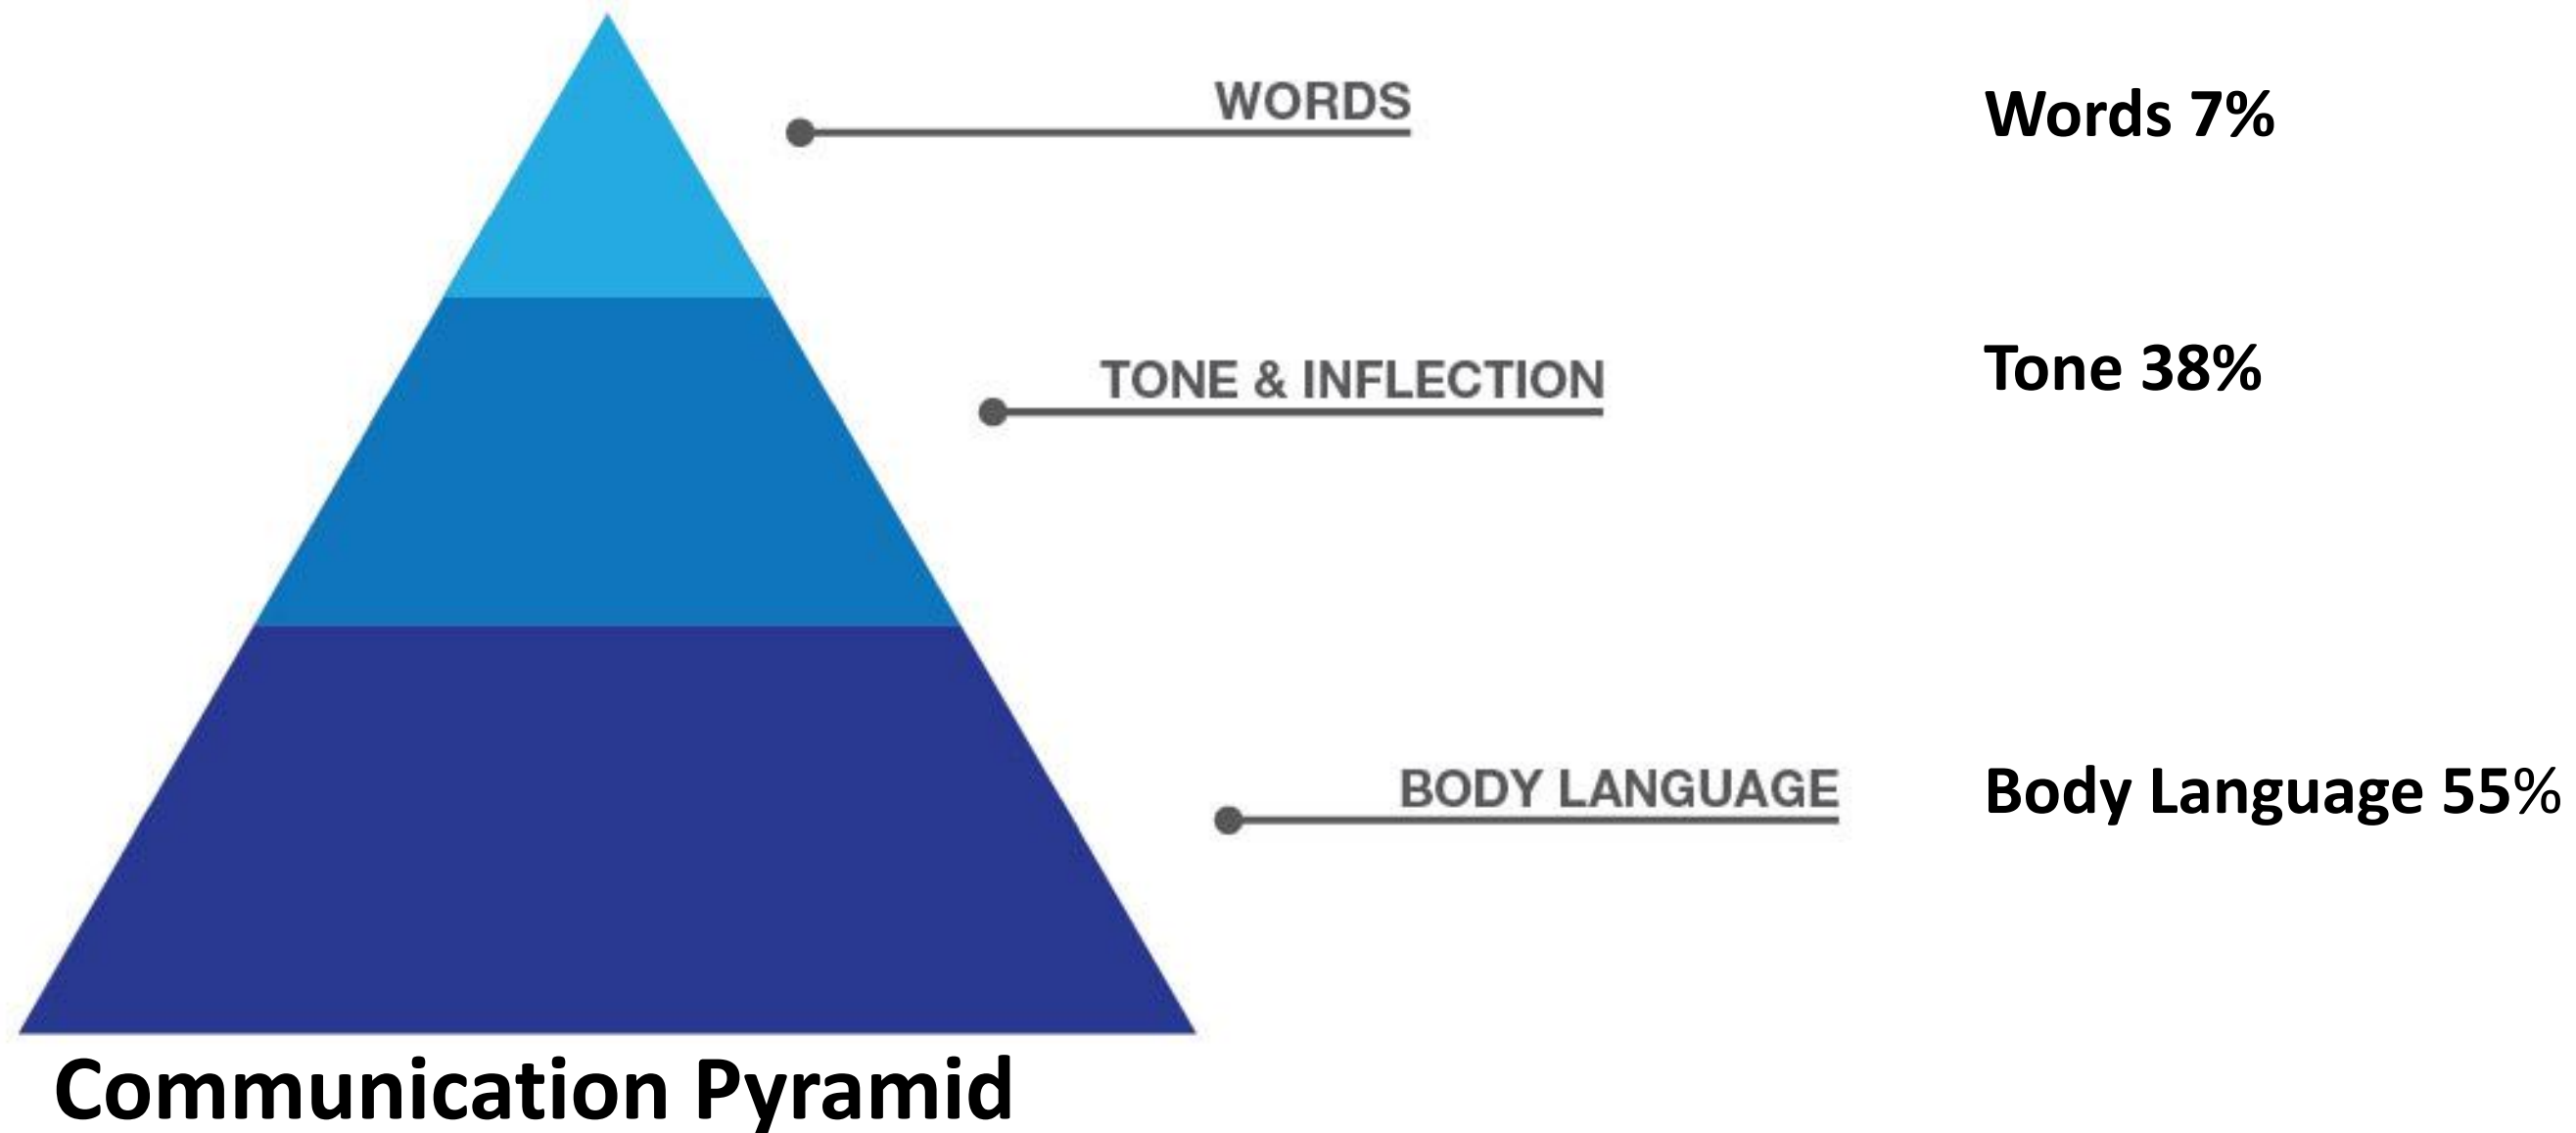 WORDS
Words 7%
TONE & INFLECTION
Tone 38%
BODY LANGUAGE
Body Language 55%
Communication Pyramid